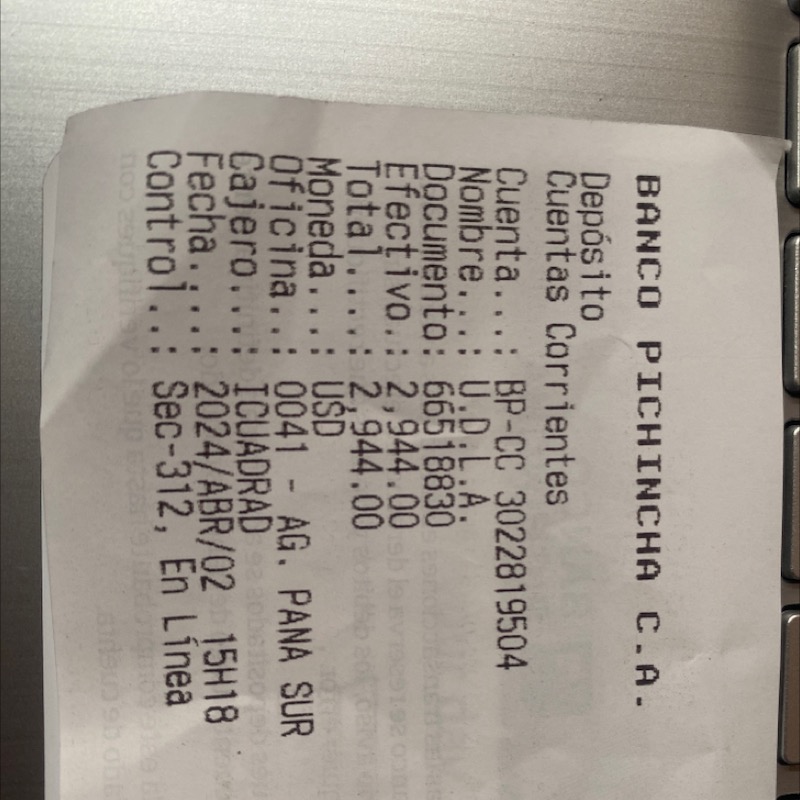 BANCO PICHINCHA C.A.
Depósito
Cuentas Corrientes
Cuenta...: BP-CC 3022819504
Nombre...: U.D.L.A.
Documento: 66518830
Efectivo.: 2,944.00
Total....: 2,944.00
Moneda...: USD
Oficina..: 0041 - AG. PANA SUR
Cajero...: ICUADRAD
Fecha....: 2024/ABR/02 15H18
Control..: Sec-312, En Línea